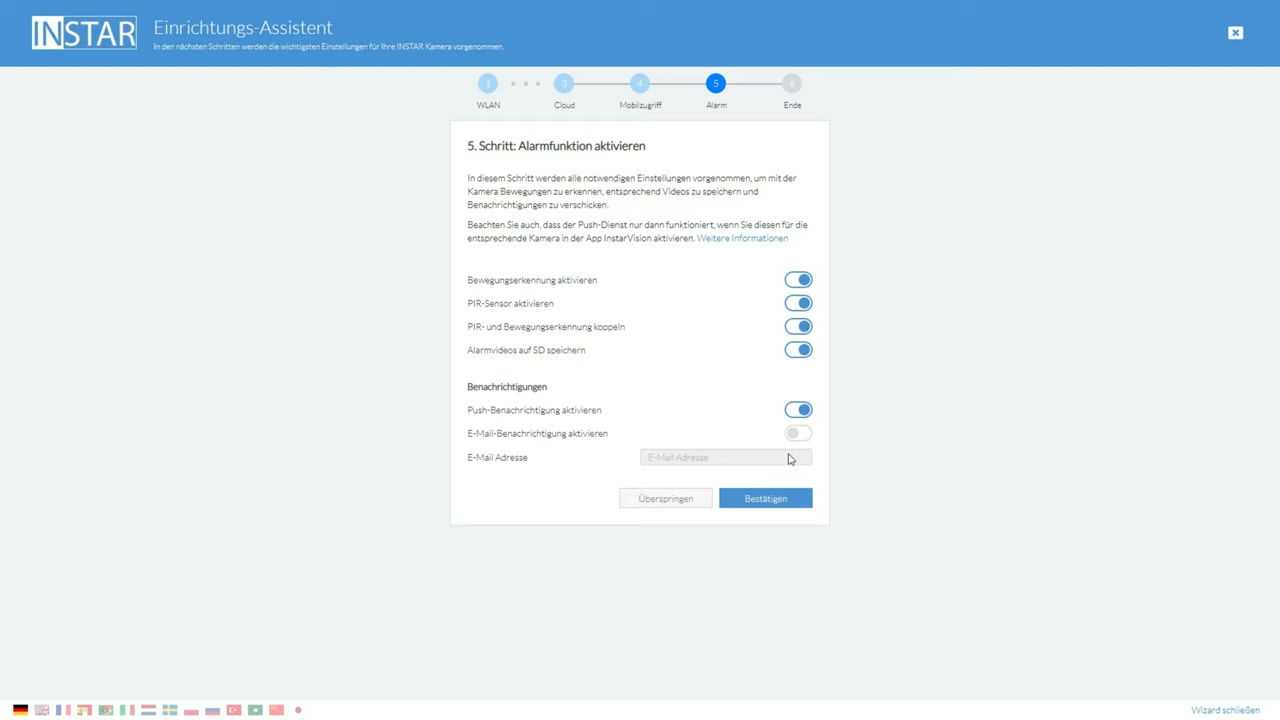 INSTAR
Einrichtungs-Assistent
In den nächsten Schritten werden die wichtigsten Einstellungen für Ihre INSTAR Kamera vorgenommen.
1
3
4
5
6
WLAN
Cloud
Mobilzugriff
Alarm
Ende
5. Schritt: Alarmfunktion aktivieren
In diesem Schritt werden alle notwendigen Einstellungen vorgenommen, um mit der
Kamera Bewegungen zu erkennen, entsprechend Videos zu speichern und
Benachrichtigungen zu verschicken.
Beachten Sie auch, dass der Push-Dienst nur dann funktioniert, wenn Sie diesen für die
entsprechende Kamera in der App InstarVision aktivieren. Weitere Informationen
Bewegungserkennung aktivieren
PIR-Sensor aktivieren
PIR- und Bewegungserkennung koppeln
Alarmvideos auf SD speichern
Benachrichtigungen
Push-Benachrichtigung aktivieren
E-Mail-Benachrichtigung aktivieren
E-Mail Adresse
E-Mail Adresse
Überspringen
Bestätigen
Wizard schließen